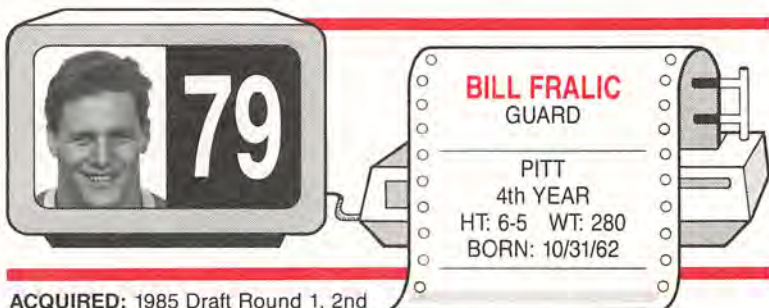 79
BILL FRALIC
GUARD
PITT
4th YEAR
HT: 6-5 WT: 280
BORN: 10/31/62
ACQUIRED: 1985 Draft Round 1, 2nd